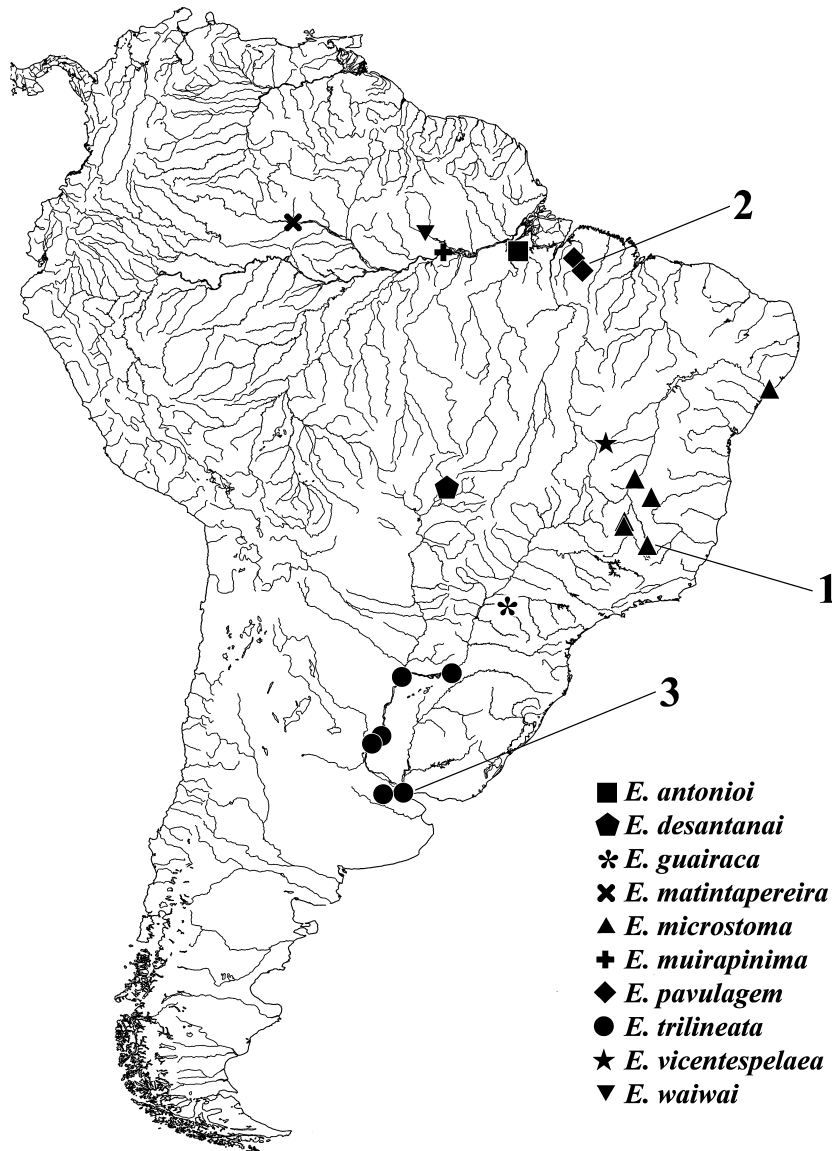 2
1
3
E. antonioi
E. desantanai
E. guairaca
E. matintapereira
E. microstoma
E. muirapinima
E. pavulagem
E. trilineata
E. vicentespelaea
E. waiwai